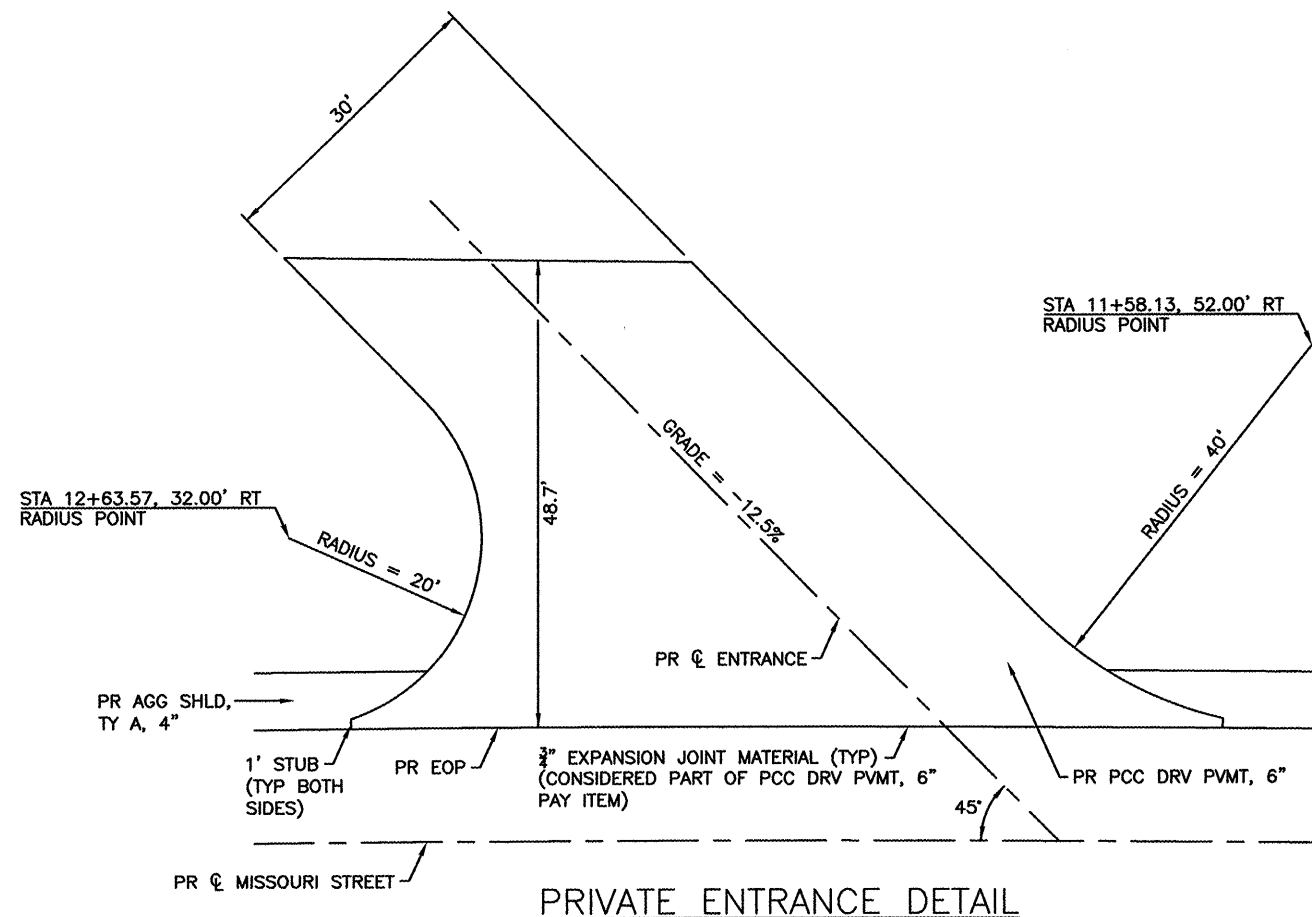 30'
STA 11+58.13, 52.00' RT
RADIUS POINT
48.7'
GRADE = -12.5%
RADIUS = 40'
STA 12+63.57, 32.00' RT
RADIUS POINT
RADIUS = 20'
PR ℄ ENTRANCE
PR AGG SHLD,
TY A, 4"
1' STUB
(TYP BOTH
SIDES)
PR EOP
¾" EXPANSION JOINT MATERIAL (TYP)
(CONSIDERED PART OF PCC DRV PVMT, 6"
PAY ITEM)
PR PCC DRV PVMT, 6"
45°
PR ℄ MISSOURI STREET
PRIVATE ENTRANCE DETAIL